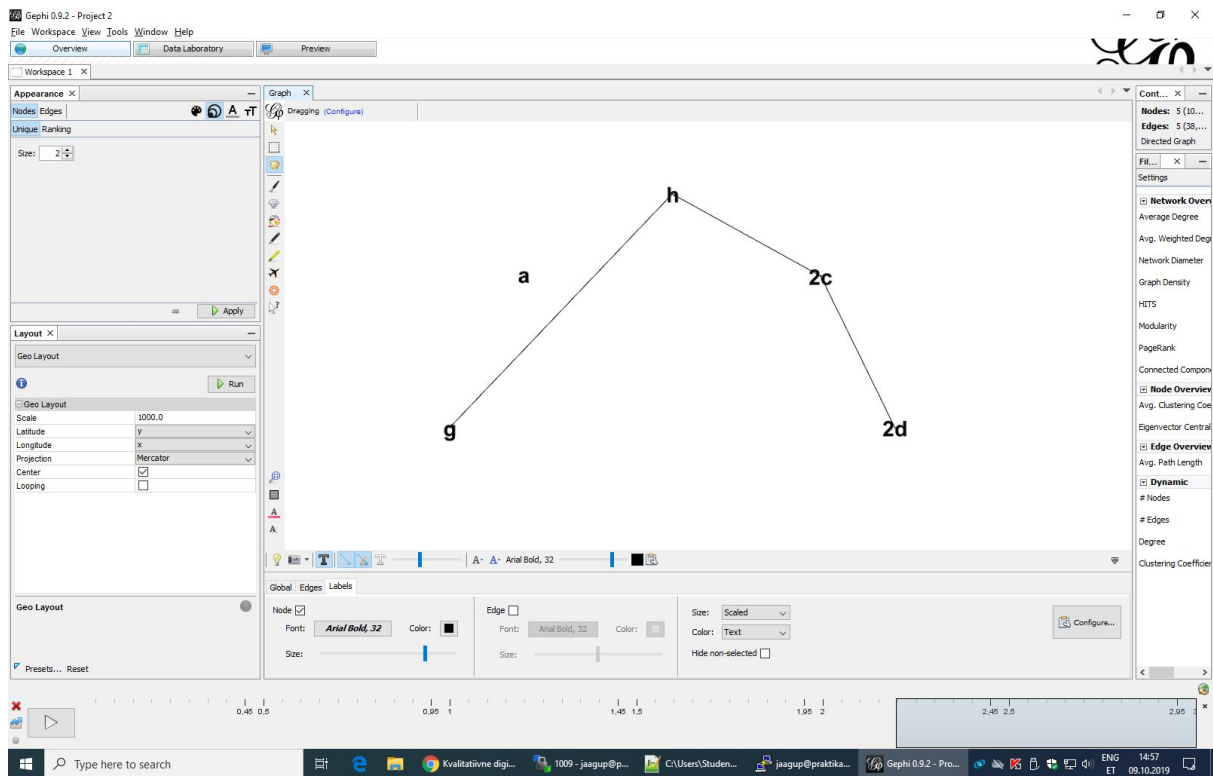 Gephi 0.9.2 - Project 2
File Workspace View Tools Window Help
Overview Data Laboratory Preview
Workspace 1
Appearance
Nodes Edges
Unique Ranking
Size: 2
Apply
Layout
Geo Layout
Run
Geo Layout
Scale 1000.0
Latitude y
Longitude x
Projection Mercator
Center
Looping
Geo Layout
Presets... Reset
Graph
Dragging (Configure)
h
a
2c
g
2d
A- A- Arial Bold, 32
Global Edges Labels
Node
Font: Arial Bold, 32 Color:
Size:
Edge
Font: Arial Bold, 32 Color:
Size:
Size: Scaled
Color: Text
Hide non-selected
Configure...
Cont...
Nodes: 5 (10...
Edges: 5 (38,...
Directed Graph
Fil...
Settings
Network Overv
Average Degree
Avg. Weighted Deg
Network Diameter
Graph Density
HITS
Modularity
PageRank
Connected Compon
Node Overview
Avg. Clustering Coe
Eigenvector Central
Edge Overview
Avg. Path Length
Dynamic
# Nodes
# Edges
Degree
Clustering Coefficien
0,45 0,5 0,95 1 1,45 1,5 1,95 2 2,45 2,5 2,95 3
Type here to search
Kvalitatiivne digi... 1009 - jaagup@p... C:\Users\Studen... jaagup@praktika... Gephi 0.9.2 - Pro...
ENG 14:57
ET 09.10.2019